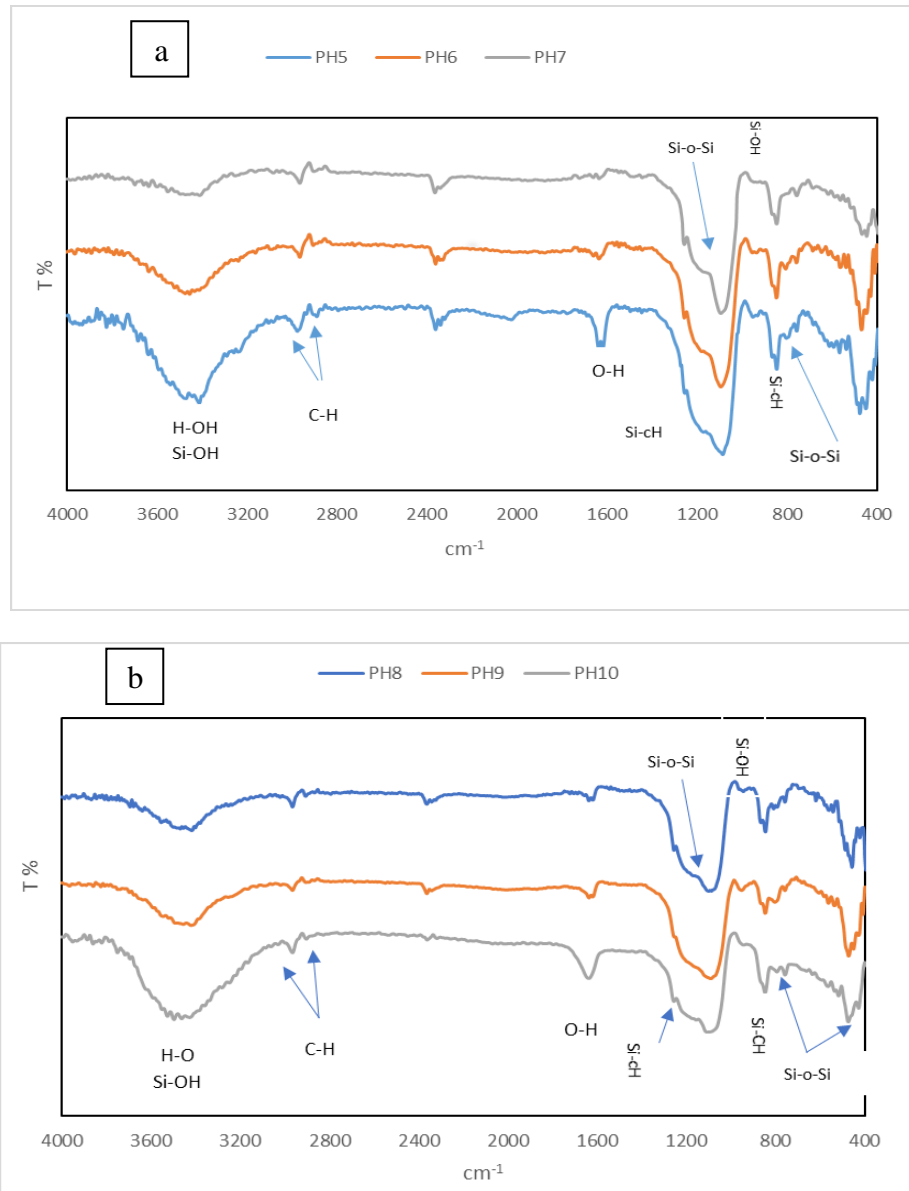 a
PH5 PH6 PH7
Si-o-Si
Si-OH
T %
H-OH
Si-OH
C-H
O-H
Si-cH
Si-cH
Si-o-Si
4000 3600 3200 2800 2400 2000 1600 1200 800 400
cm-1
b
PH8 PH9 PH10
Si-o-Si
Si-OH
T %
H-O
Si-OH
C-H
O-H
Si-cH
Si-CH
Si-o-Si
4000 3600 3200 2800 2400 2000 1600 1200 800 400
cm-1